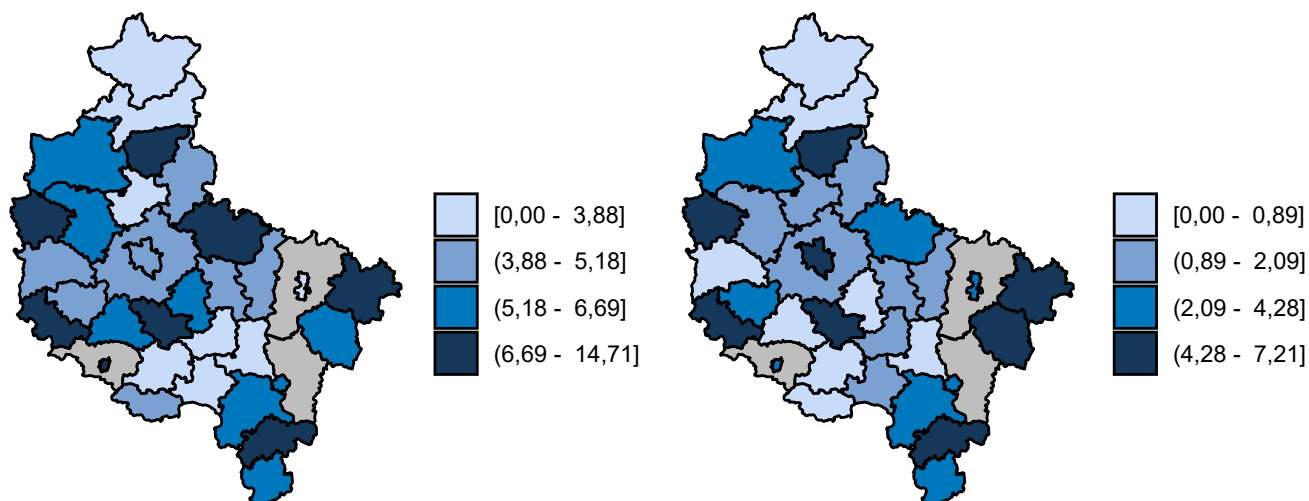 [0,00 - 3,88]
(3,88 - 5,18]
(5,18 - 6,69]
(6,69 - 14,71]
[0,00 - 0,89]
(0,89 - 2,09]
(2,09 - 4,28]
(4,28 - 7,21]